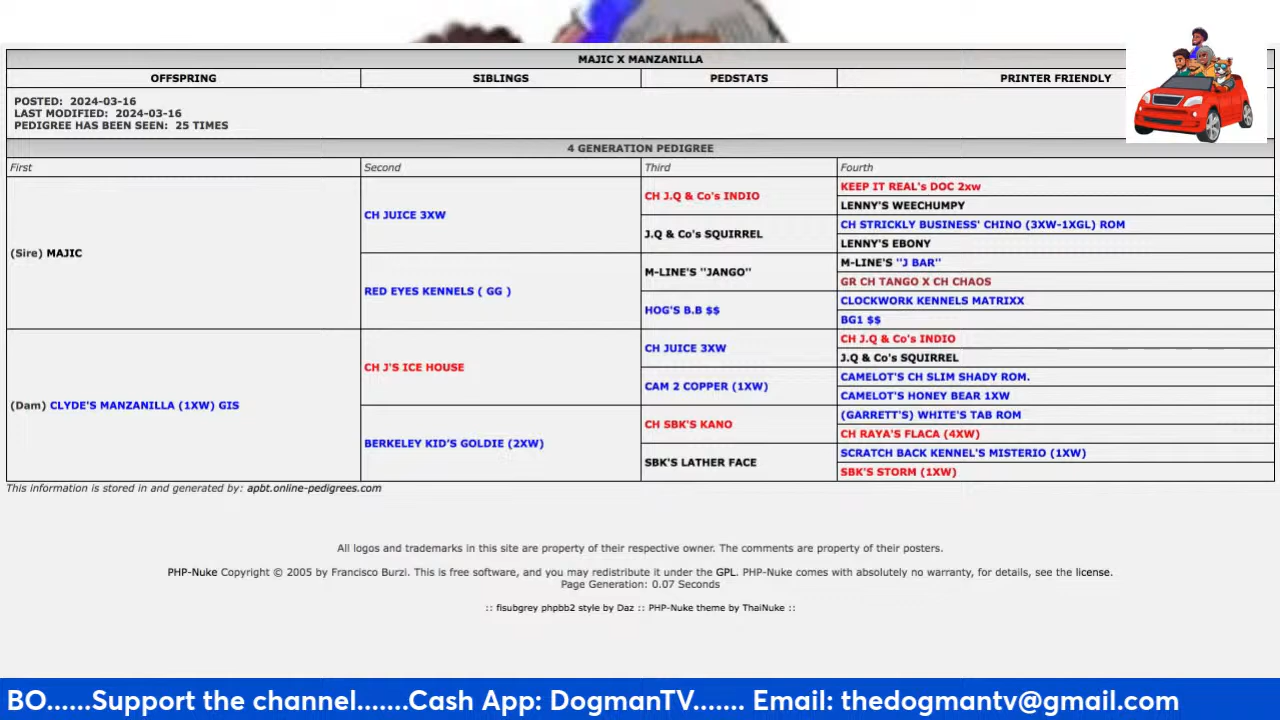 MAJIC X MANZANILLA
OFFSPRING SIBLINGS PEDSTATS PRINTER FRIENDLY
POSTED: 2024-03-16
LAST MODIFIED: 2024-03-16
PEDIGREE HAS BEEN SEEN: 25 TIMES
4 GENERATION PEDIGREE
First Second Third Fourth
(Sire) MAJIC
CH JUICE 3XW
CH J.Q & Co's INDIO
KEEP IT REAL's DOC 2xw
LENNY'S WEECHUMPY
J.Q & Co's SQUIRREL
CH STRICKLY BUSINESS' CHINO (3XW-1XGL) ROM
LENNY'S EBONY
RED EYES KENNELS ( GG )
M-LINE'S "JANGO"
M-LINE'S "J BAR"
GR CH TANGO X CH CHAOS
HOG'S B.B $$
CLOCKWORK KENNELS MATRIXX
BG1 $$
(Dam) CLYDE'S MANZANILLA (1XW) GIS
CH J'S ICE HOUSE
CH JUICE 3XW
CH J.Q & Co's INDIO
J.Q & Co's SQUIRREL
CAM 2 COPPER (1XW)
CAMELOT'S CH SLIM SHADY ROM.
CAMELOT'S HONEY BEAR 1XW
BERKELEY KID'S GOLDIE (2XW)
CH SBK'S KANO
(GARRETT'S) WHITE'S TAB ROM
CH RAYA'S FLACA (4XW)
SBK'S LATHER FACE
SCRATCH BACK KENNEL'S MISTERIO (1XW)
SBK'S STORM (1XW)
This information is stored in and generated by: apbt.online-pedigrees.com
All logos and trademarks in this site are property of their respective owner. The comments are property of their posters.
PHP-Nuke Copyright © 2005 by Francisco Burzi. This is free software, and you may redistribute it under the GPL. PHP-Nuke comes with absolutely no warranty, for details, see the license.
Page Generation: 0.07 Seconds
:: fisubgrey phpbb2 style by Daz :: PHP-Nuke theme by ThaiNuke ::
BO......Support the channel.......Cash App: DogmanTV....... Email: thedogmantv@gmail.com